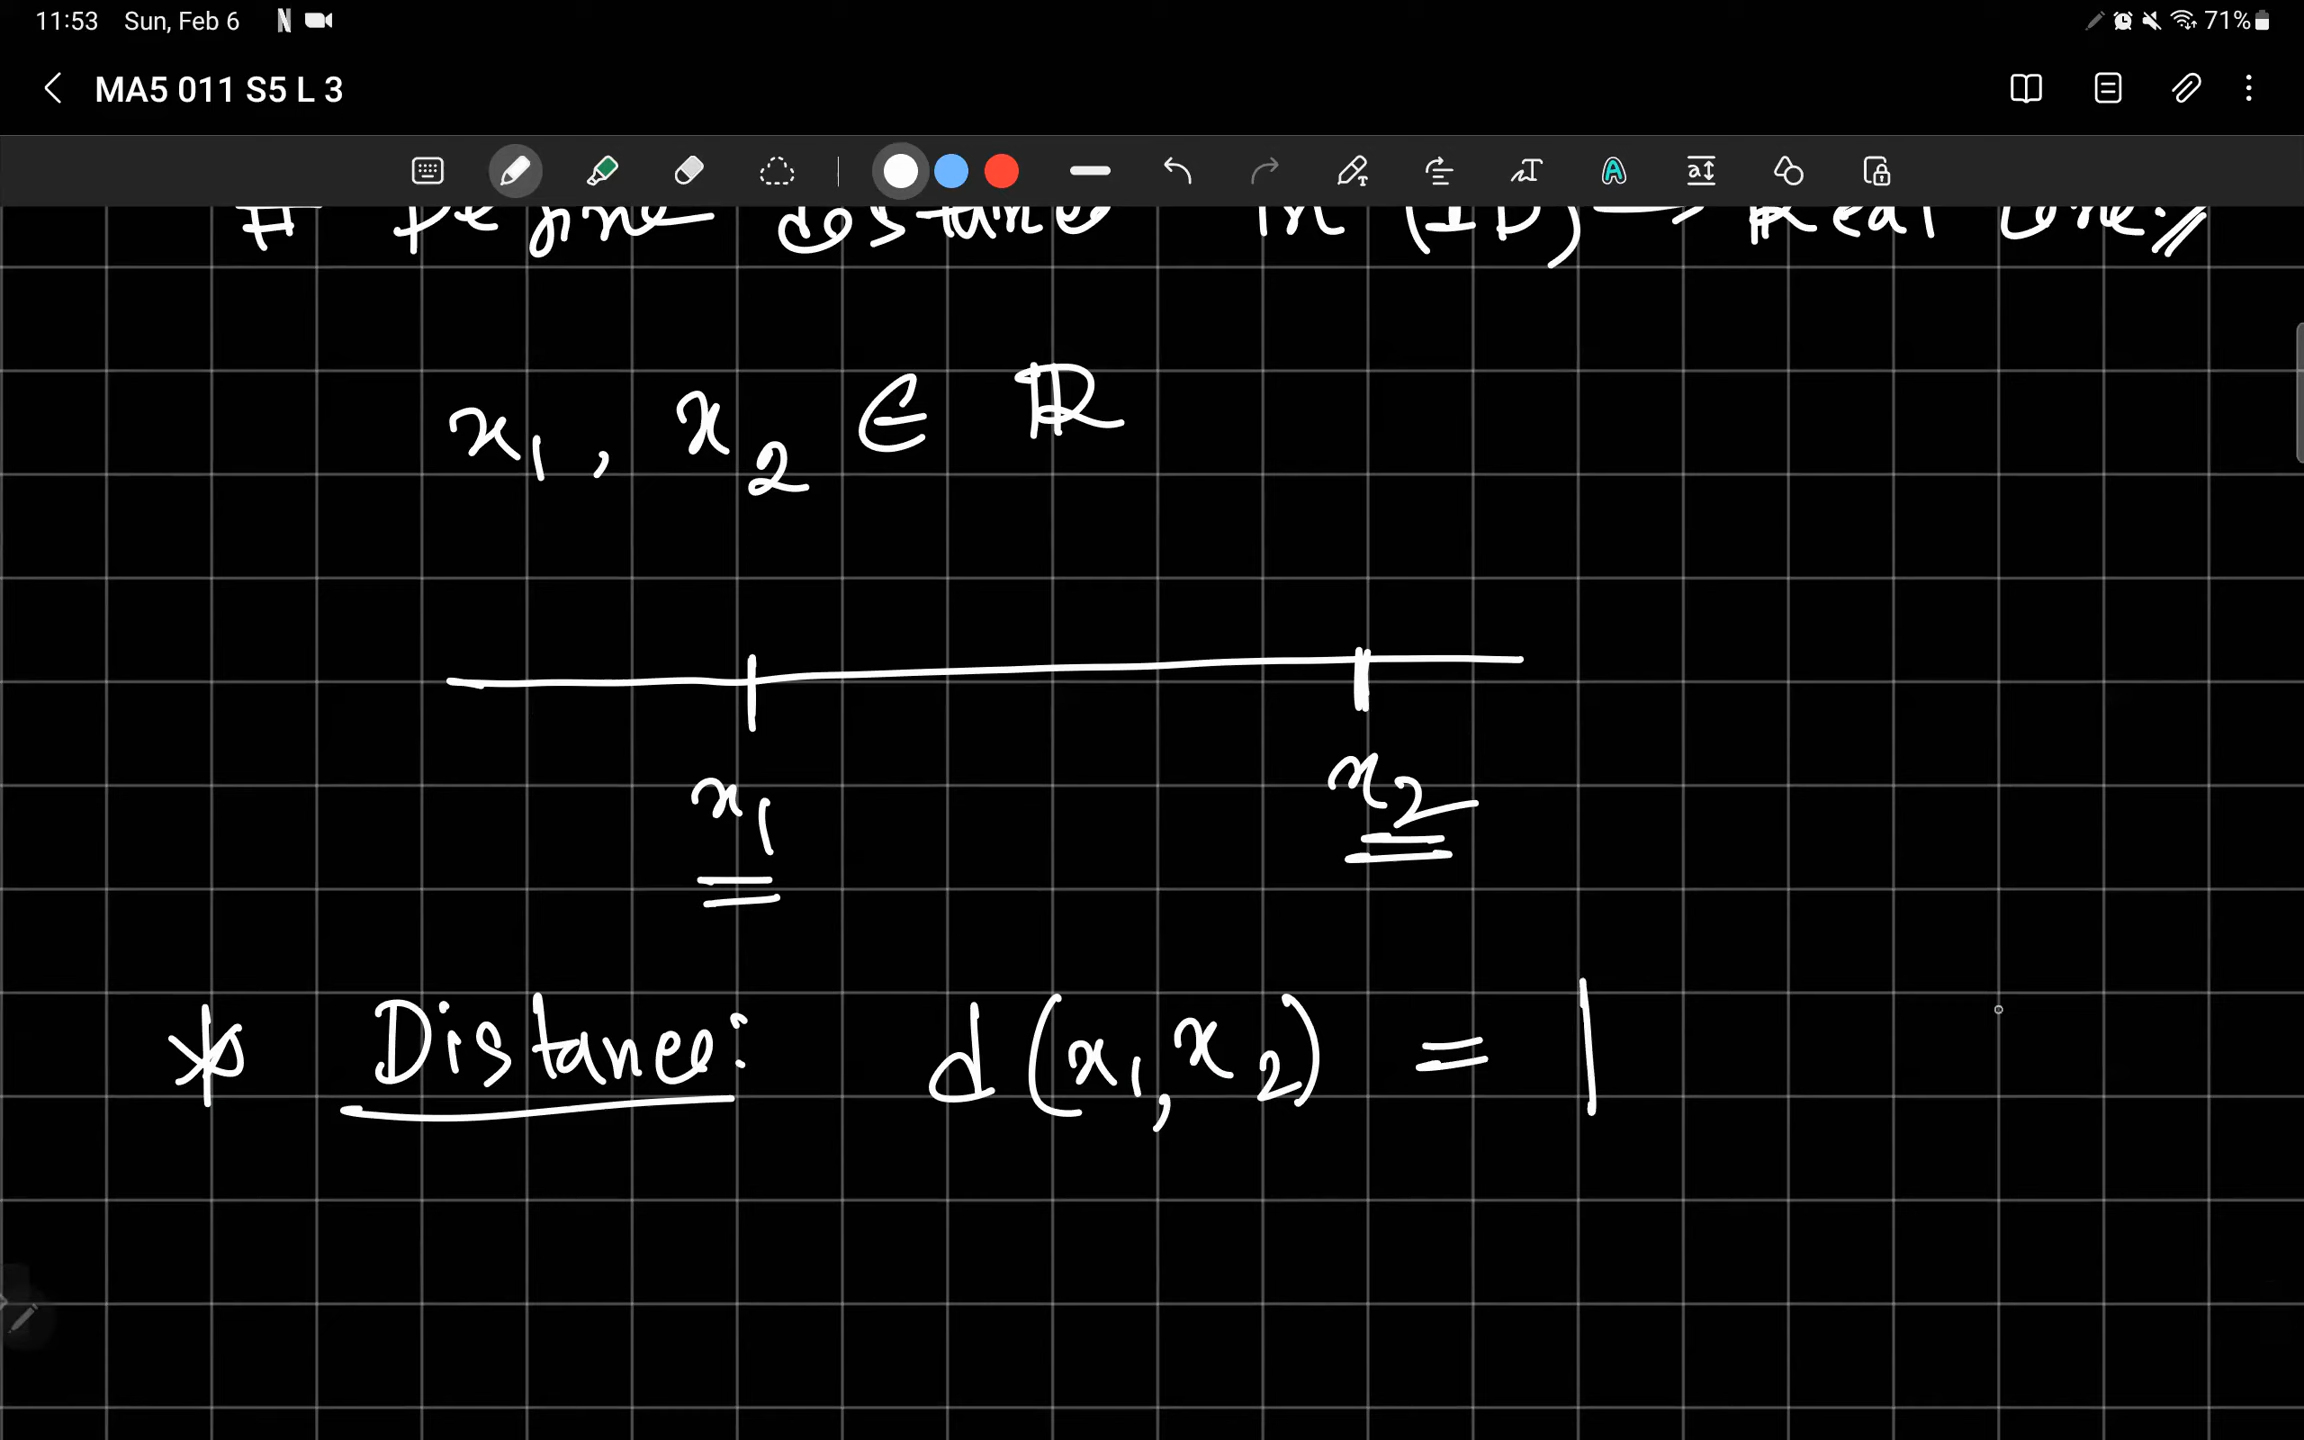 11:53 Sun, Feb 6 N 71%
MA5 011 S5 L 3
# Define distance in (1D) → Real line.//
x₁, x₂ ∈ ℝ
x₁ x₂
* Distance: d(x₁, x₂) = |